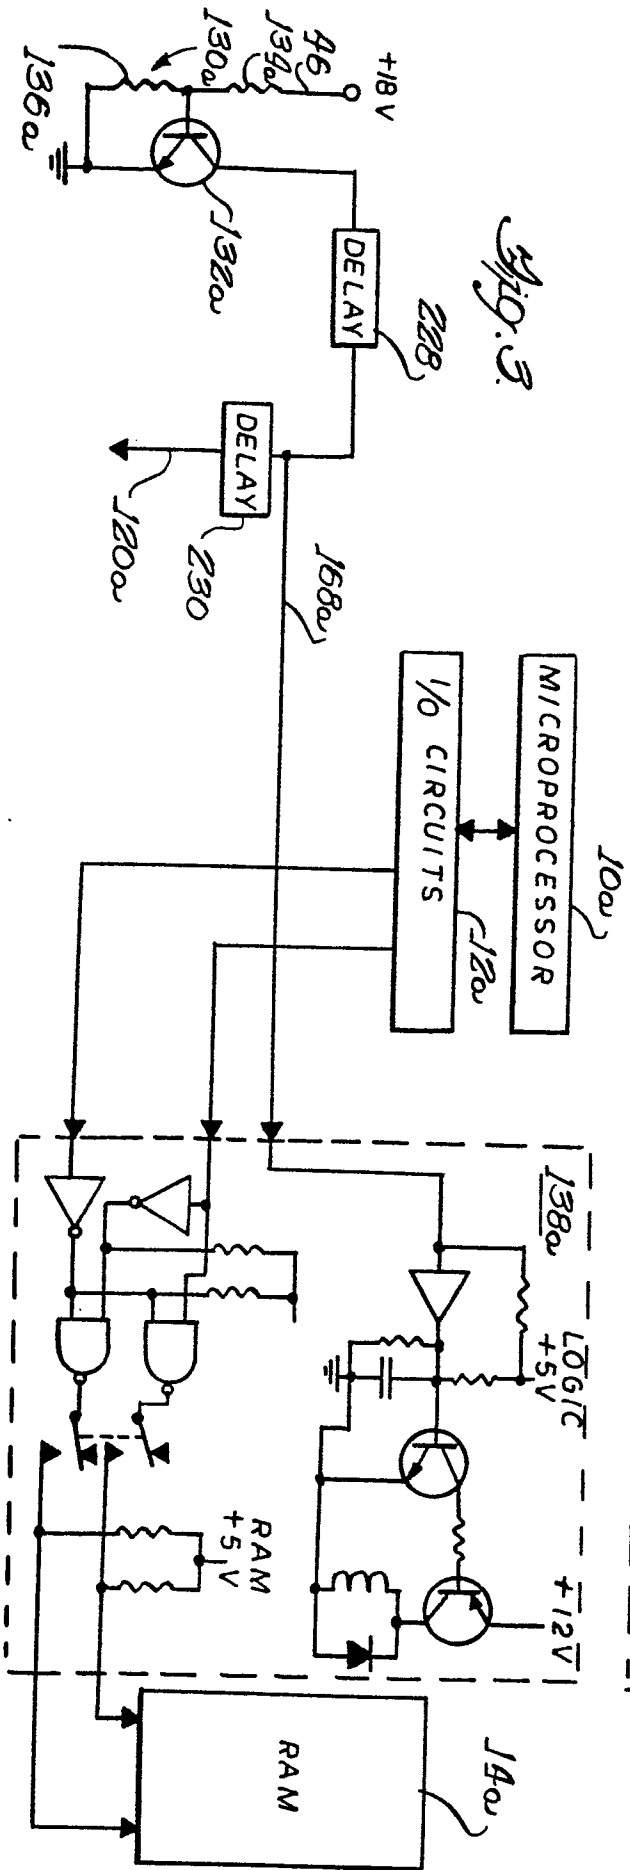 Fig. 3
MICROPROCESSOR
10a
I/O CIRCUITS
12a
+18 V
46
134a
130a
136a
132a
DELAY
228
DELAY
230
120a
168a
138a
LOGIC
+5V
+12V
RAM
+5V
RAM
14a